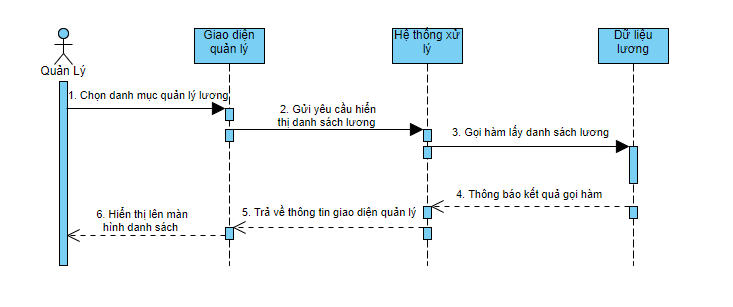 Giao diện
quản lý
Hệ thống xử
lý
Dữ liệu
lương
Quản Lý
1. Chọn danh mục quản lý lương
2. Gửi yêu cầu hiển
thị danh sách lương
3. Gọi hàm lấy danh sách lương
4. Thông báo kết quả gọi hàm
5. Trả về thông tin giao diện quản lý
6. Hiển thị lên màn
hình danh sách